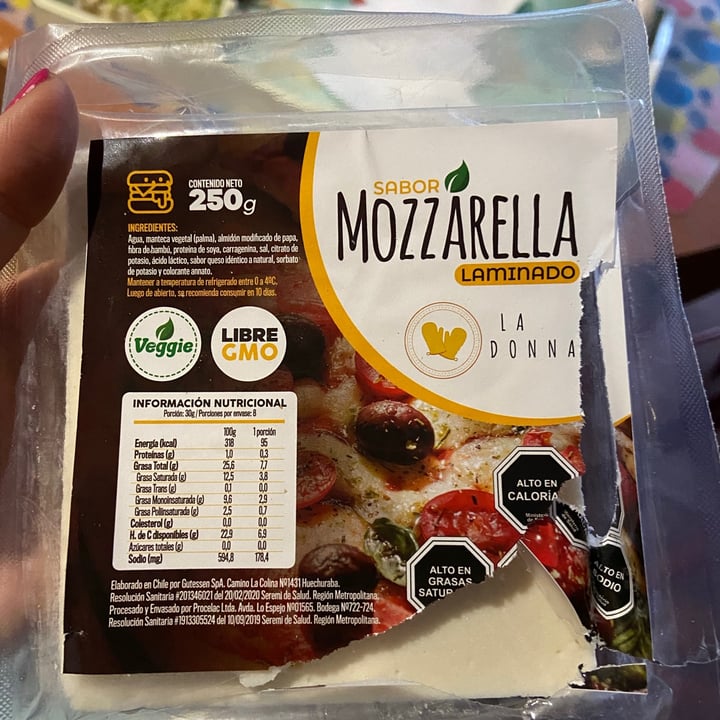 CONTENIDO NETO
250g
INGREDIENTES:
Agua, manteca vegetal (palma), almidón modificado de papa,
fibra de bambú, proteína de soya, carragenina, sal, citrato de
potasio, ácido láctico, sabor queso idéntico a natural, sorbato
de potasio y colorante annato.
Mantener a temperatura de refrigerado entre 0 a 4ºC.
Luego de abierto, se recomienda consumir en 10 días.
SABOR
MOZZARELLA
LAMINADO
LA
DONNA
Veggie
LIBRE
GMO
INFORMACIÓN NUTRICIONAL
Porción: 30g / Porciones por envase: 8
100g 1 porción
Energía (kcal) 318 95
Proteínas (g) 1,0 0,3
Grasa Total (g) 25,6 7,7
Grasa Saturada (g) 12,5 3,8
Grasa Trans (g) 0,1 0,0
Grasa Monoinsaturada (g) 9,6 2,9
Grasa Poliinsaturada (g) 2,5 0,7
Colesterol (g) 0,0 0,0
H. de C disponibles (g) 22,9 6,9
Azúcares totales (g) 0,0 0,0
Sodio (mg) 594,8 178,4
ALTO EN
CALORÍA
ALTO EN
GRASAS
SATUR
ALTO EN
ODIO
Elaborado en Chile por Gutessen SpA. Camino La Colina Nº1431 Huechuraba.
Resolución Sanitaria #201346021 del 20/02/2020 Seremi de Salud. Región Metropolitana.
Procesado y Envasado por Procelac Ltda. Avda. Lo Espejo Nº01565. Bodega Nº722-724.
Resolución Sanitaria #1913305524 del 10/09/2019 Seremi de Salud. Región Metropolitana.